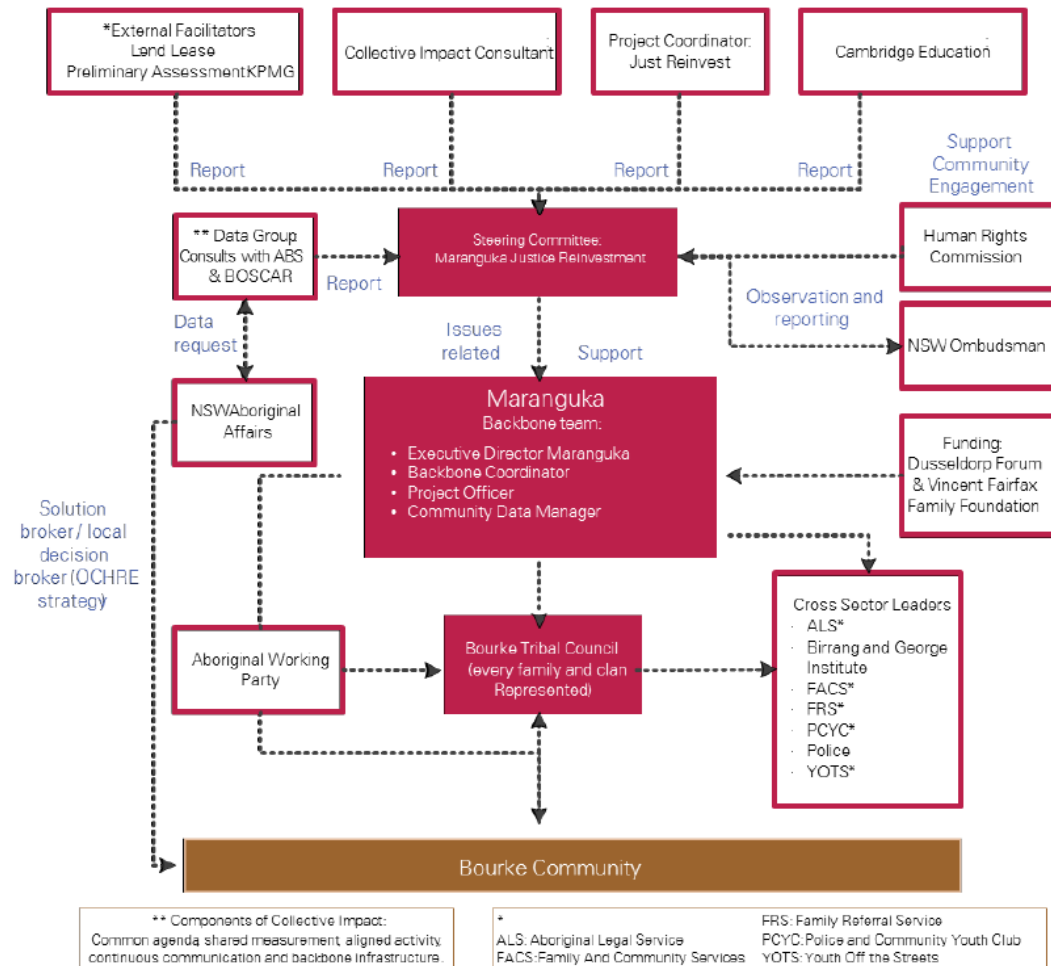 *External Facilitators
Lend Lease
Preliminary Assessment KPMG
Collective Impact Consultant
Project Coordinator:
Just Reinvest
Cambridge Education
Report
Report
Report
Report
Support
Community
Engagement
** Data Group
Consults with ABS
& BOSCAR
Report
Steering Committee:
Maranguka Justice Reinvestment
Human Rights
Commission
Observation and
reporting
NSW Ombudsman
Data
request
Issues
related
Support
NSW Aboriginal
Affairs
Maranguka
Backbone team:
• Executive Director Maranguka
• Backbone Coordinator
• Project Officer
• Community Data Manager
Funding:
Dusseldorp Forum
& Vincent Fairfax
Family Foundation
Solution
broker / local
decision
broker (OCHRE
strategy)
Aboriginal Working
Party
Bourke Tribal Council
(every family and clan
Represented)
Cross Sector Leaders
· ALS*
· Birrang and George
Institute
· FACS*
· FRS*
· PCYC*
· Police
· YOTS*
Bourke Community
** Components of Collective Impact:
Common agenda, shared measurement, aligned activity,
continuous communication and backbone infrastructure.
*
ALS: Aboriginal Legal Service
FACS: Family And Community Services
FRS: Family Referral Service
PCYC: Police and Community Youth Club
YOTS: Youth Off the Streets